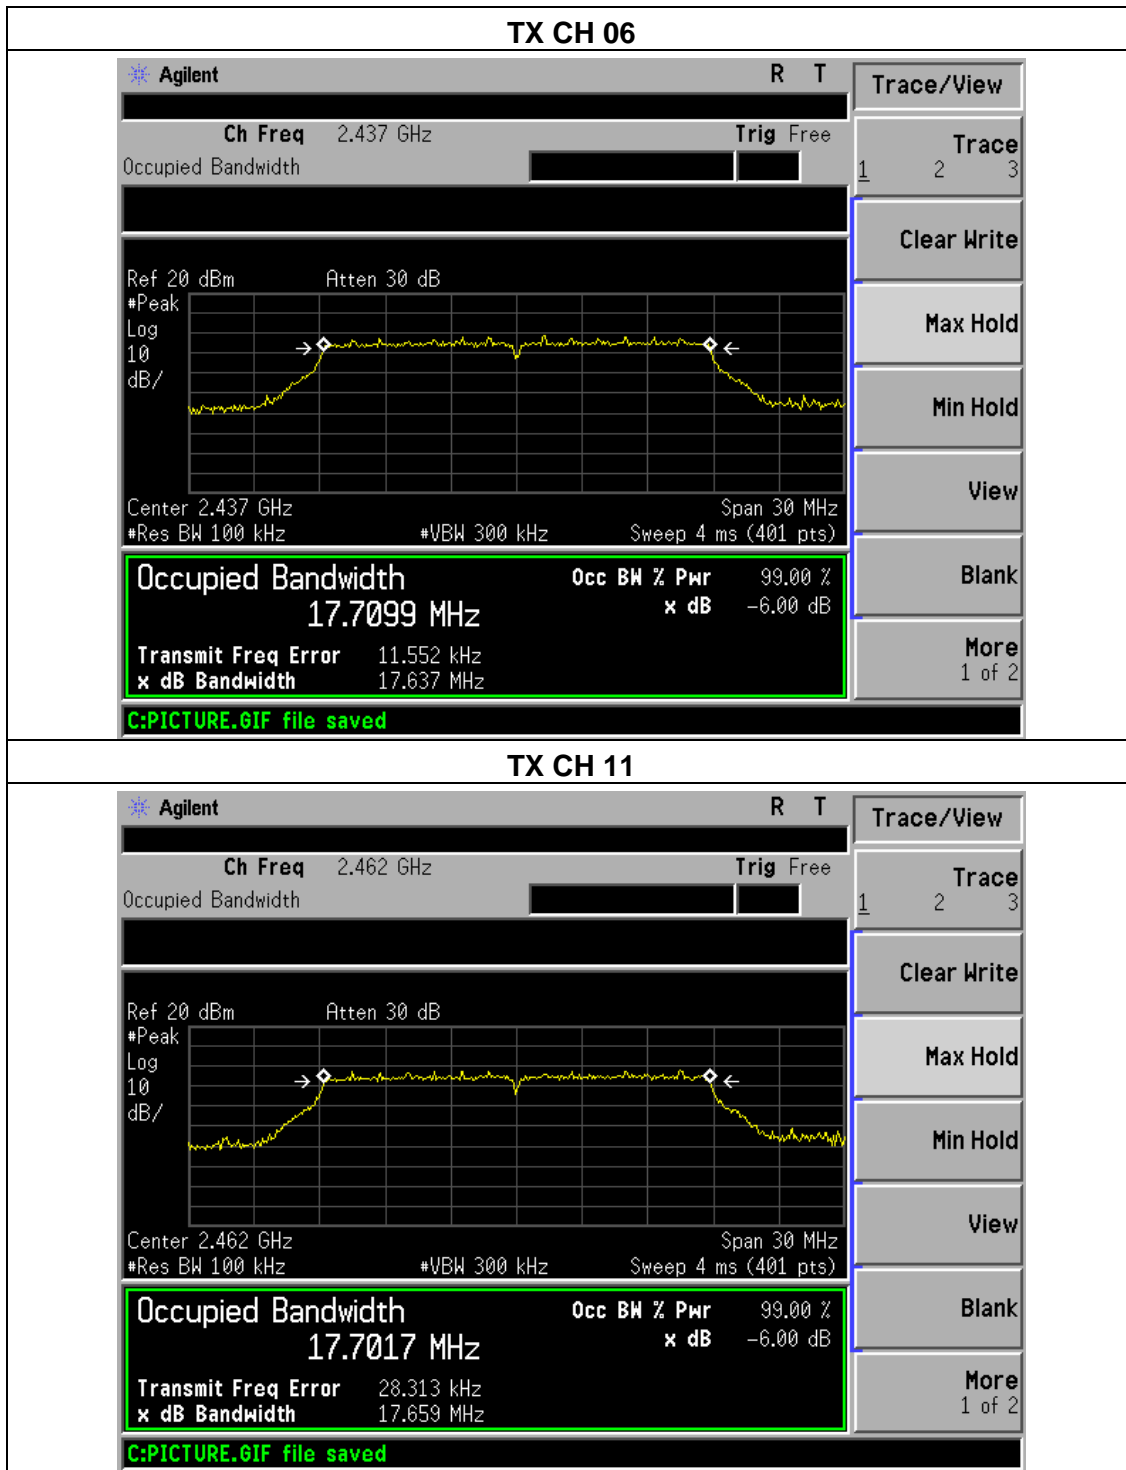 TX CH 06
Agilent R T
Trace/View
Ch Freq 2.437 GHz Trig Free
Occupied Bandwidth
Trace
1 2 3
Clear Write
Ref 20 dBm Atten 30 dB
#Peak
Log
10
dB/
Max Hold
Min Hold
View
Center 2.437 GHz Span 30 MHz
#Res BW 100 kHz #VBW 300 kHz Sweep 4 ms (401 pts)
Occupied Bandwidth Occ BW % Pwr 99.00 %
17.7099 MHz x dB -6.00 dB
Blank
Transmit Freq Error 11.552 kHz
x dB Bandwidth 17.637 MHz
More
1 of 2
C:PICTURE.GIF file saved
TX CH 11
Agilent R T
Trace/View
Ch Freq 2.462 GHz Trig Free
Occupied Bandwidth
Trace
1 2 3
Clear Write
Ref 20 dBm Atten 30 dB
#Peak
Log
10
dB/
Max Hold
Min Hold
View
Center 2.462 GHz Span 30 MHz
#Res BW 100 kHz #VBW 300 kHz Sweep 4 ms (401 pts)
Occupied Bandwidth Occ BW % Pwr 99.00 %
17.7017 MHz x dB -6.00 dB
Blank
Transmit Freq Error 28.313 kHz
x dB Bandwidth 17.659 MHz
More
1 of 2
C:PICTURE.GIF file saved